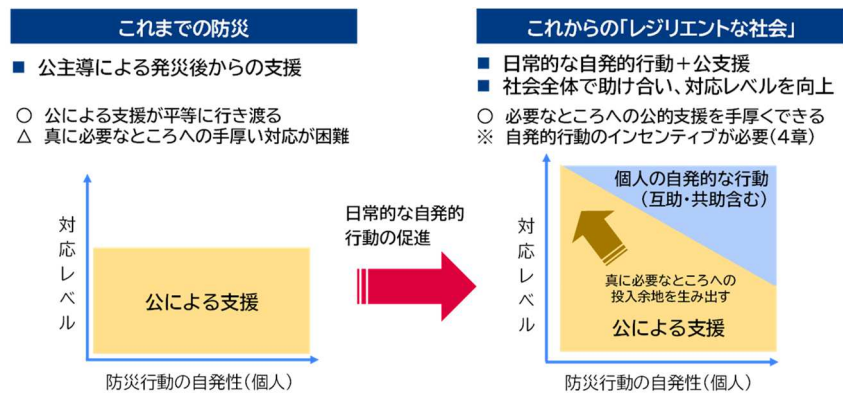 これまでの防災
■ 公主導による発災後からの支援
○ 公による支援が平等に行き渡る
△ 真に必要なところへの手厚い対応が困難
対応レベル
公による支援
防災行動の自発性(個人)
日常的な自発的
行動の促進
これからの「レジリエントな社会」
■ 日常的な自発的行動+公支援
■ 社会全体で助け合い、対応レベルを向上
○ 必要なところへの公的支援を手厚くできる
※ 自発的行動のインセンティブが必要(4章)
対応レベル
個人の自発的な行動
(互助・共助含む)
真に必要なところへの
投入余地を生み出す
公による支援
防災行動の自発性(個人)